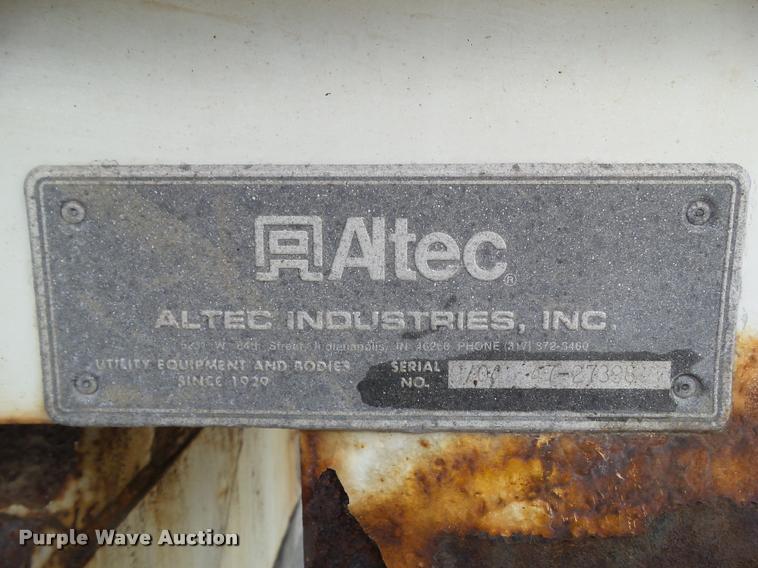 Altec®
ALTEC INDUSTRIES, INC.
W. Street, Indianapolis, IN 46268 PHONE (317) 872-3460
UTILITY EQUIPMENT AND BODIES
SINCE 1929
SERIAL
NO.
Purple Wave Auction